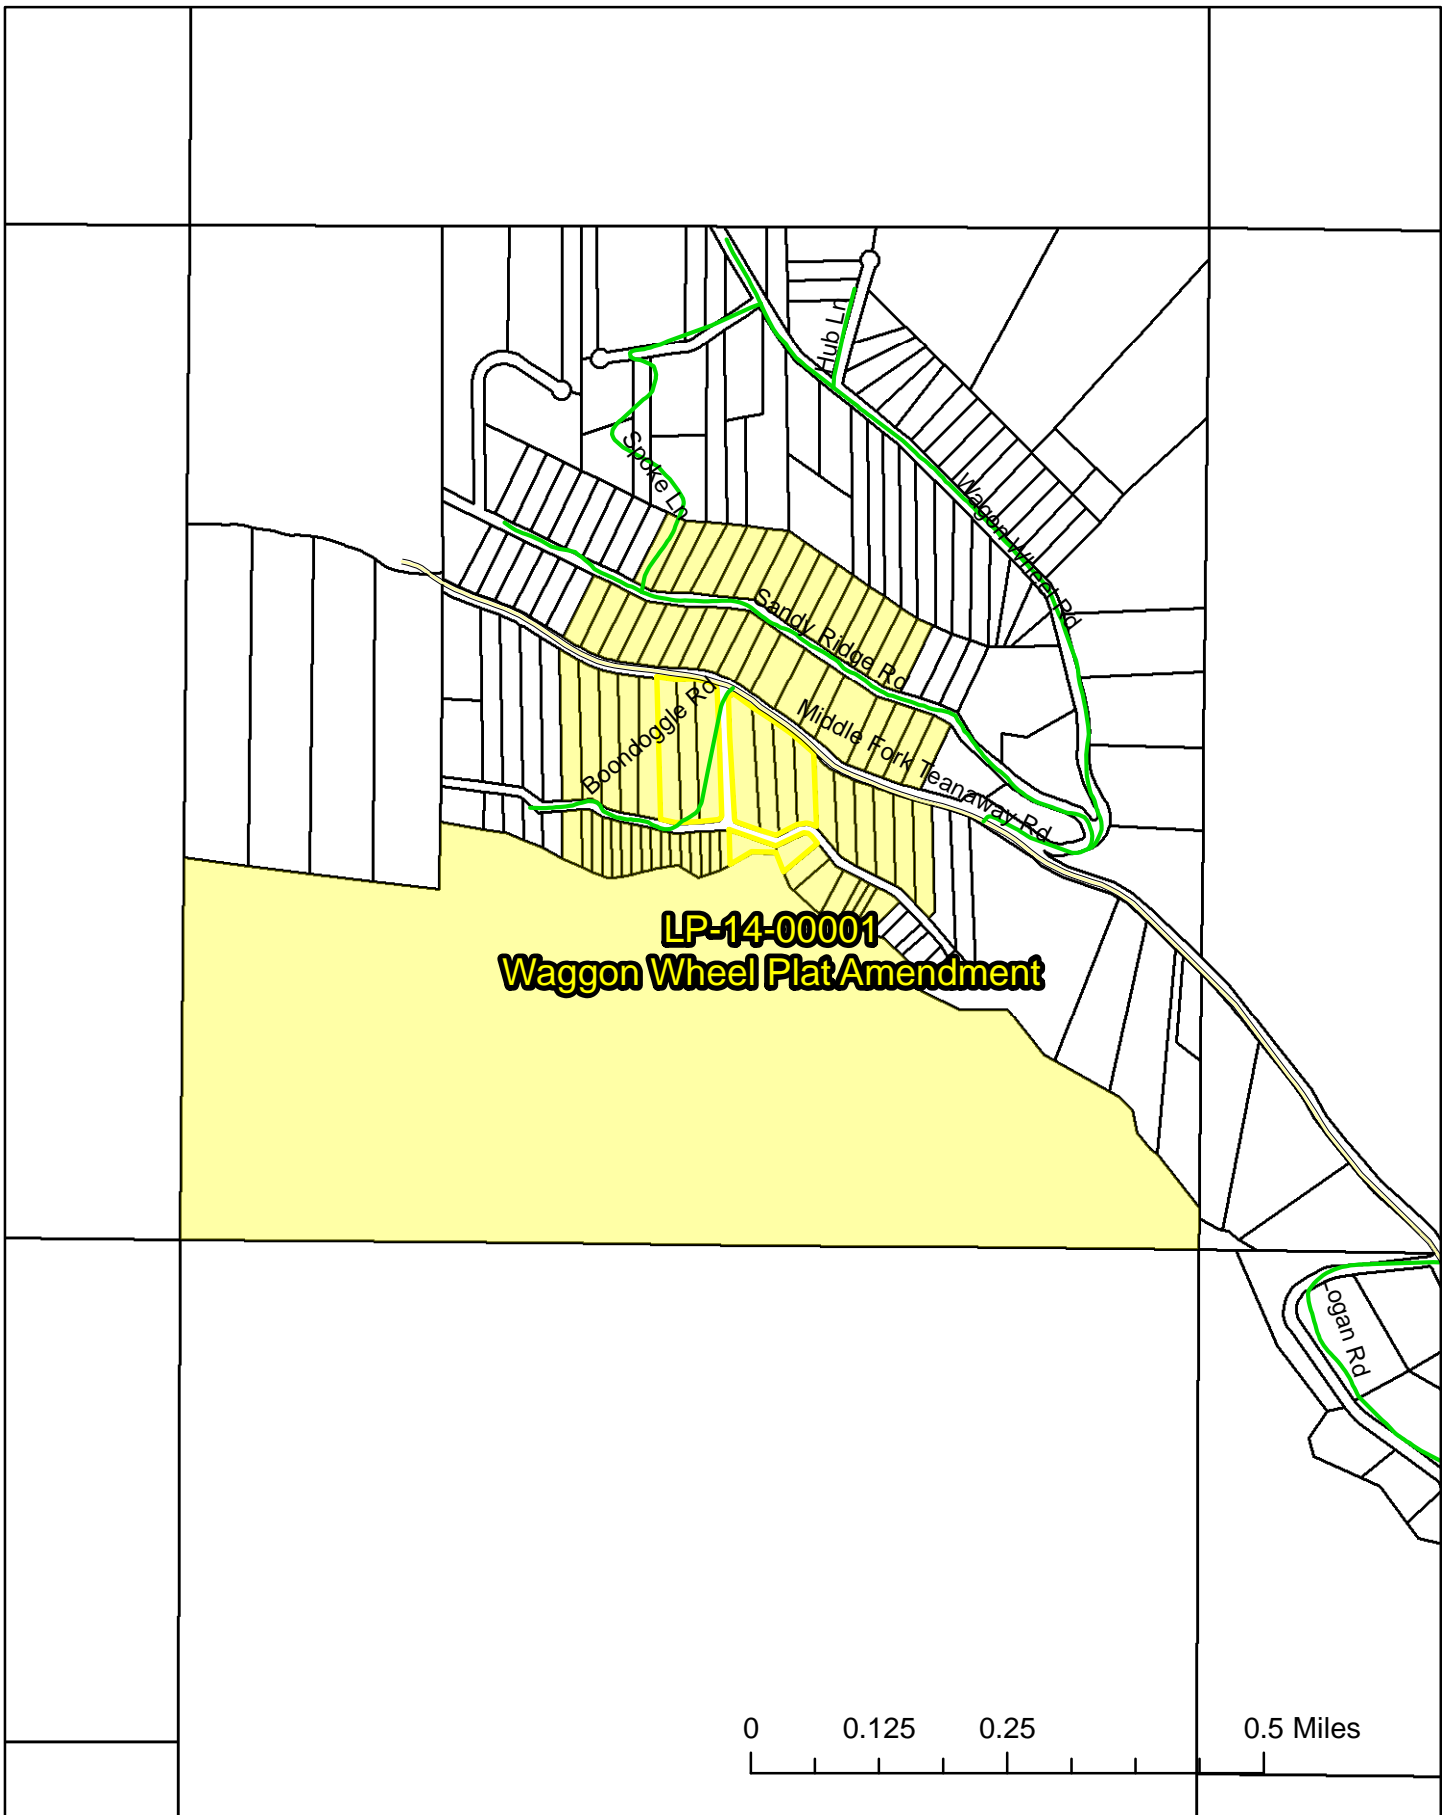 Hub Ln
Spoke Ln
Wagon Wheel Rd
Sandy Ridge Rd
Boondoggle Rd
Middle Fork Teanaway Rd
LP-14-00001
Waggon Wheel Plat Amendment
Logan Rd
0 0.125 0.25 0.5 Miles